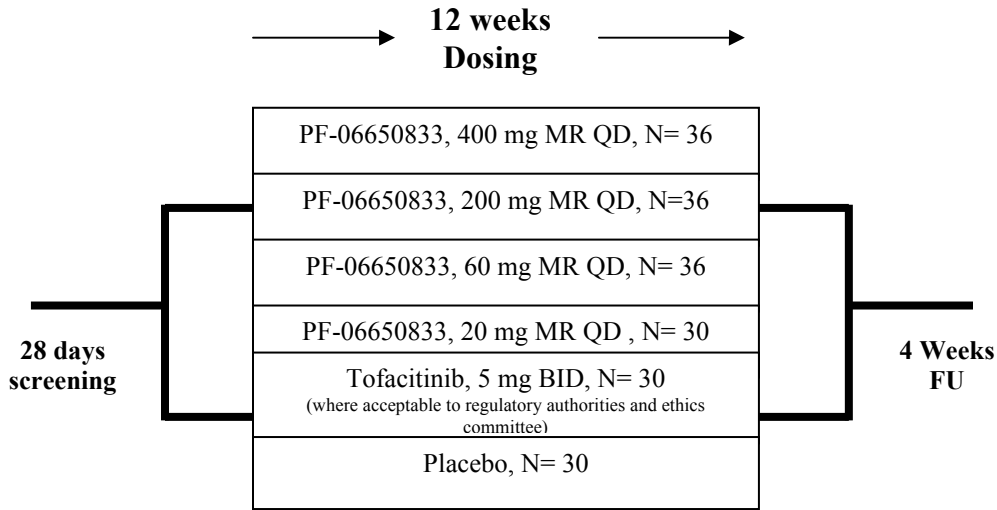 12 weeks
Dosing
PF-06650833, 400 mg MR QD, N= 36
PF-06650833, 200 mg MR QD, N=36
PF-06650833, 60 mg MR QD, N= 36
PF-06650833, 20 mg MR QD , N= 30
Tofacitinib, 5 mg BID, N= 30
(where acceptable to regulatory authorities and ethics
committee)
Placebo, N= 30
28 days
screening
4 Weeks
FU